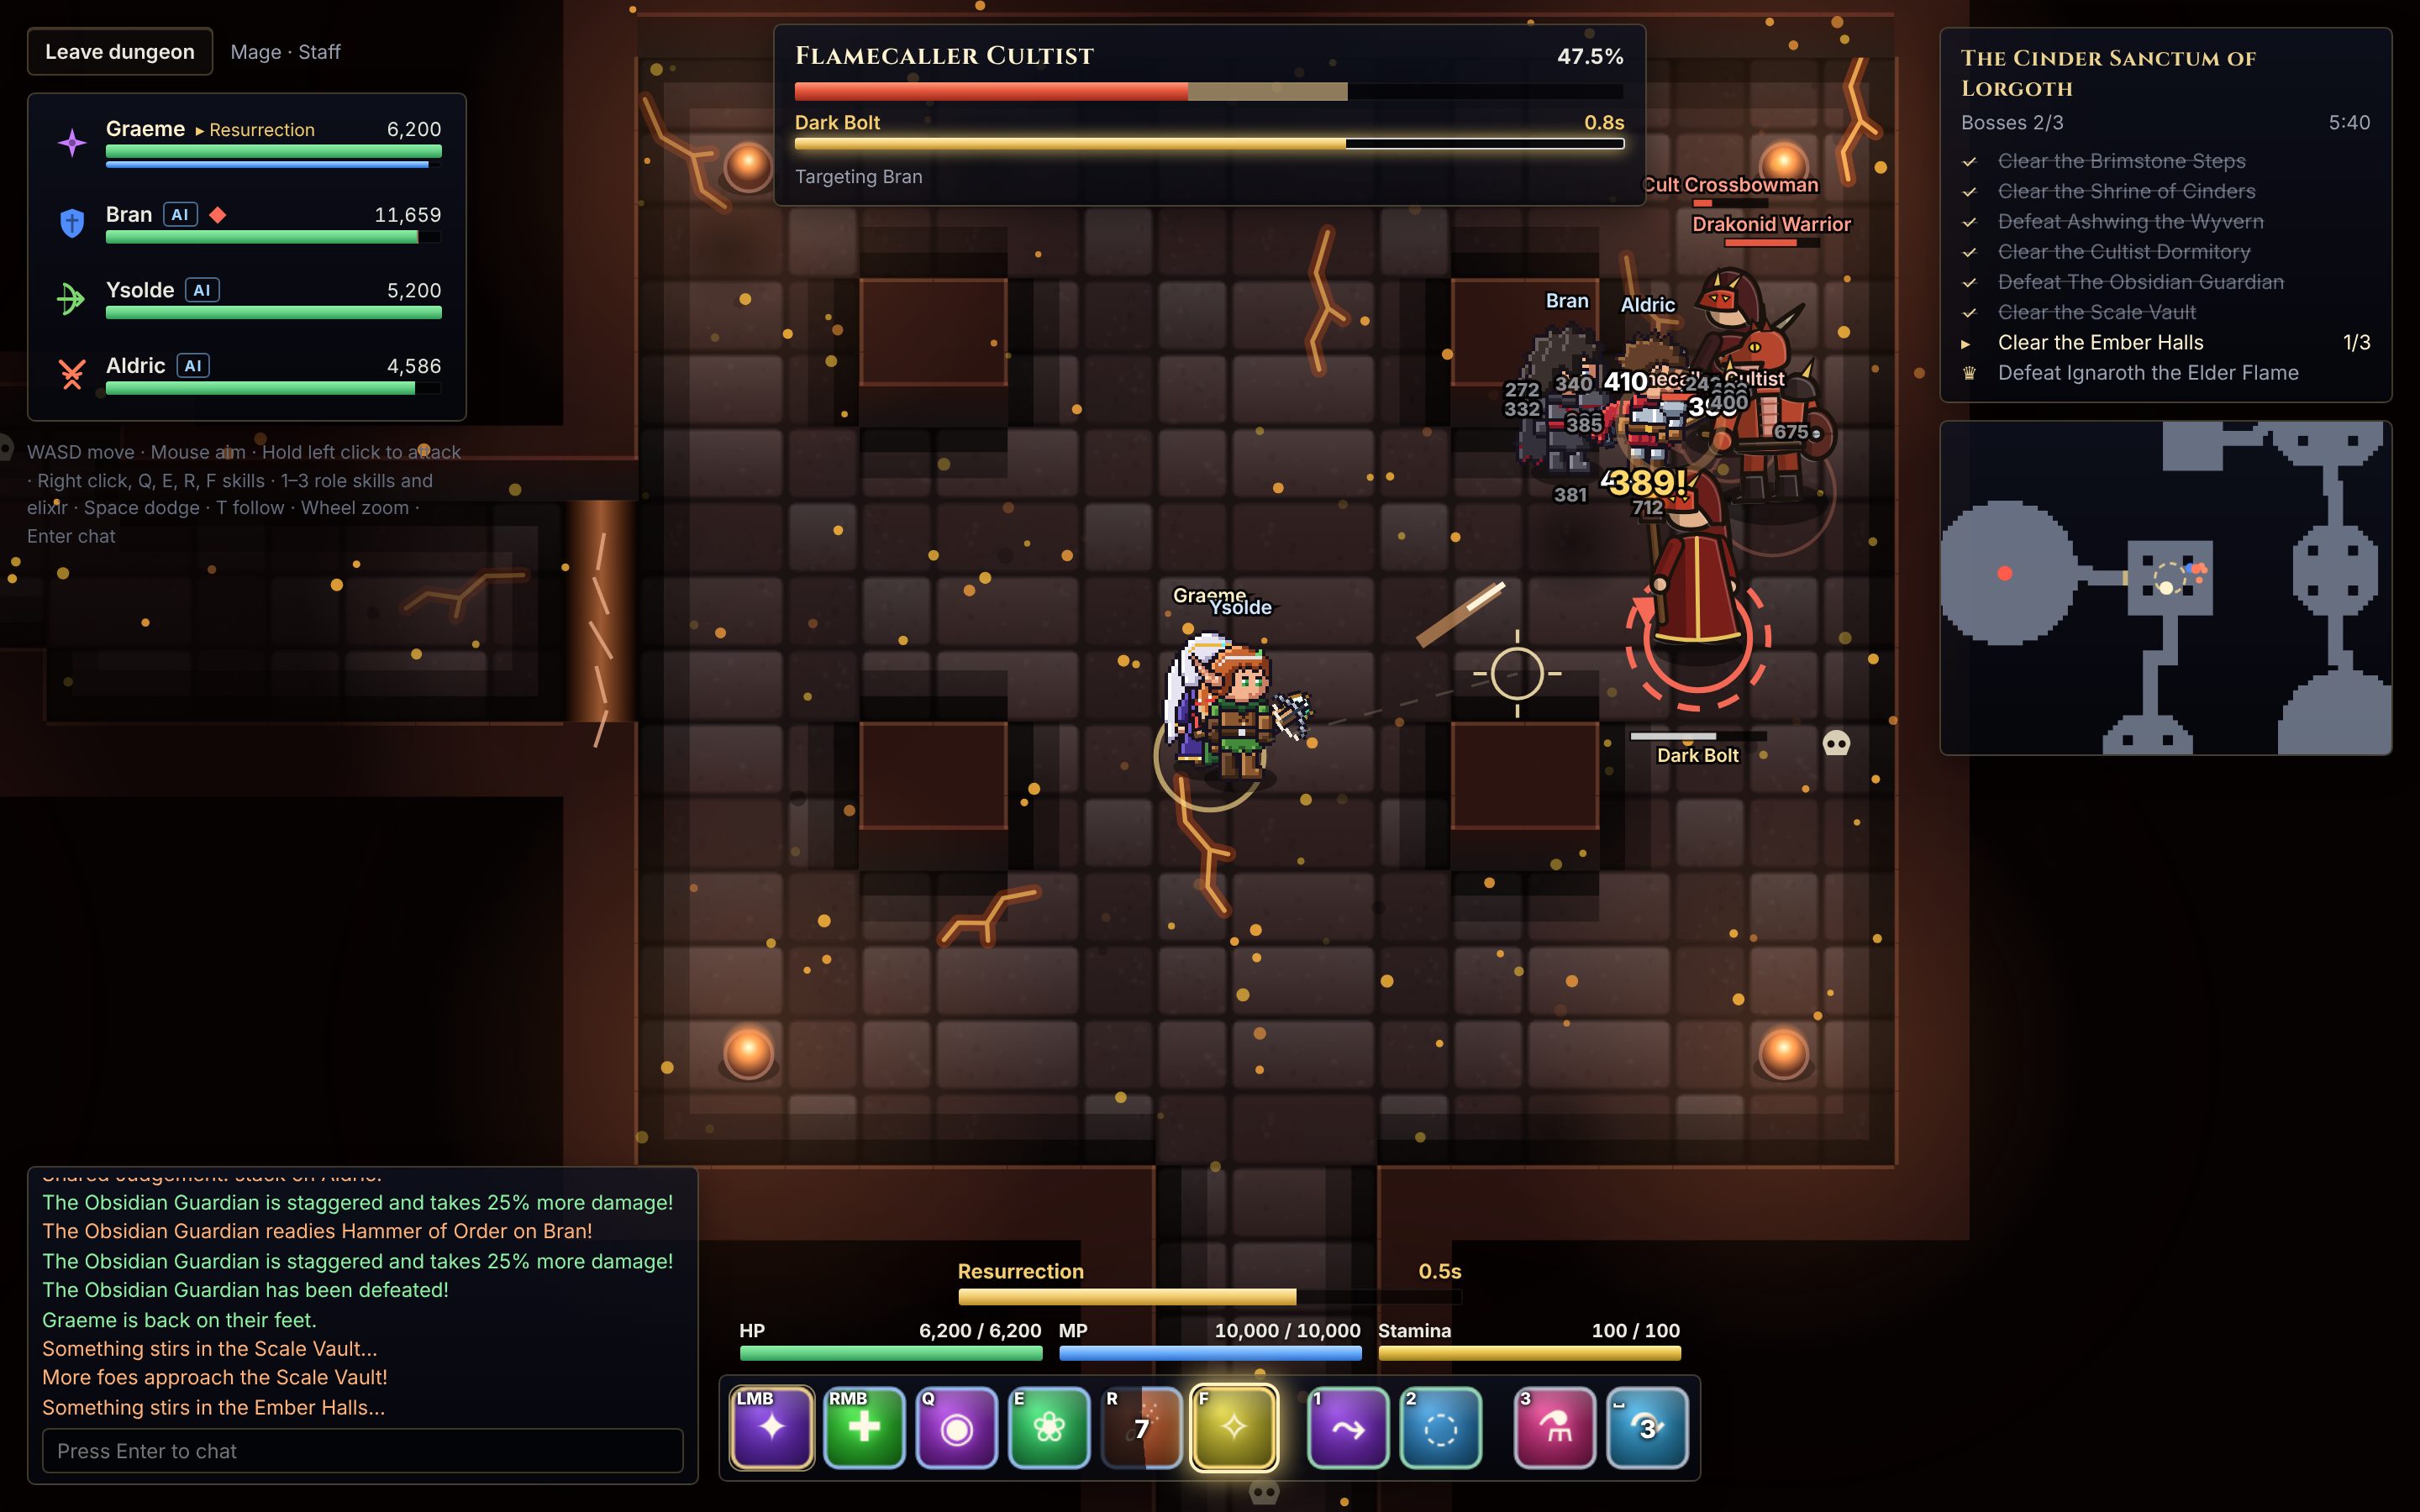 Leave dungeon
Mage · Staff
Graeme ▸ Resurrection 6,200
Bran AI 11,659
Ysolde AI 5,200
Aldric AI 4,586
WASD move · Mouse aim · Hold left click to attack
· Right click, Q, E, R, F skills · 1–3 role skills and
elixir · Space dodge · T follow · Wheel zoom ·
Enter chat
FLAMECALLER CULTIST 47.5%
Dark Bolt 0.8s
Targeting Bran
THE CINDER SANCTUM OF
LORGOTH
Bosses 2/3 5:40
Clear the Brimstone Steps
Clear the Shrine of Cinders
Defeat Ashwing the Wyvern
Clear the Cultist Dormitory
Defeat The Obsidian Guardian
Clear the Scale Vault
Clear the Ember Halls 1/3
Defeat Ignaroth the Elder Flame
Cult Crossbowman
Drakonid Warrior
Bran
Aldric
Cultist
272
340
410
332
385
400
675
389!
381
712
Graeme
Ysolde
Dark Bolt
The Obsidian Guardian is staggered and takes 25% more damage!
The Obsidian Guardian readies Hammer of Order on Bran!
The Obsidian Guardian is staggered and takes 25% more damage!
The Obsidian Guardian has been defeated!
Graeme is back on their feet.
Something stirs in the Scale Vault...
More foes approach the Scale Vault!
Something stirs in the Ember Halls...
Press Enter to chat
Resurrection 0.5s
HP 6,200 / 6,200 MP 10,000 / 10,000 Stamina 100 / 100
LMB RMB Q E R 7 F 1 2 3 3